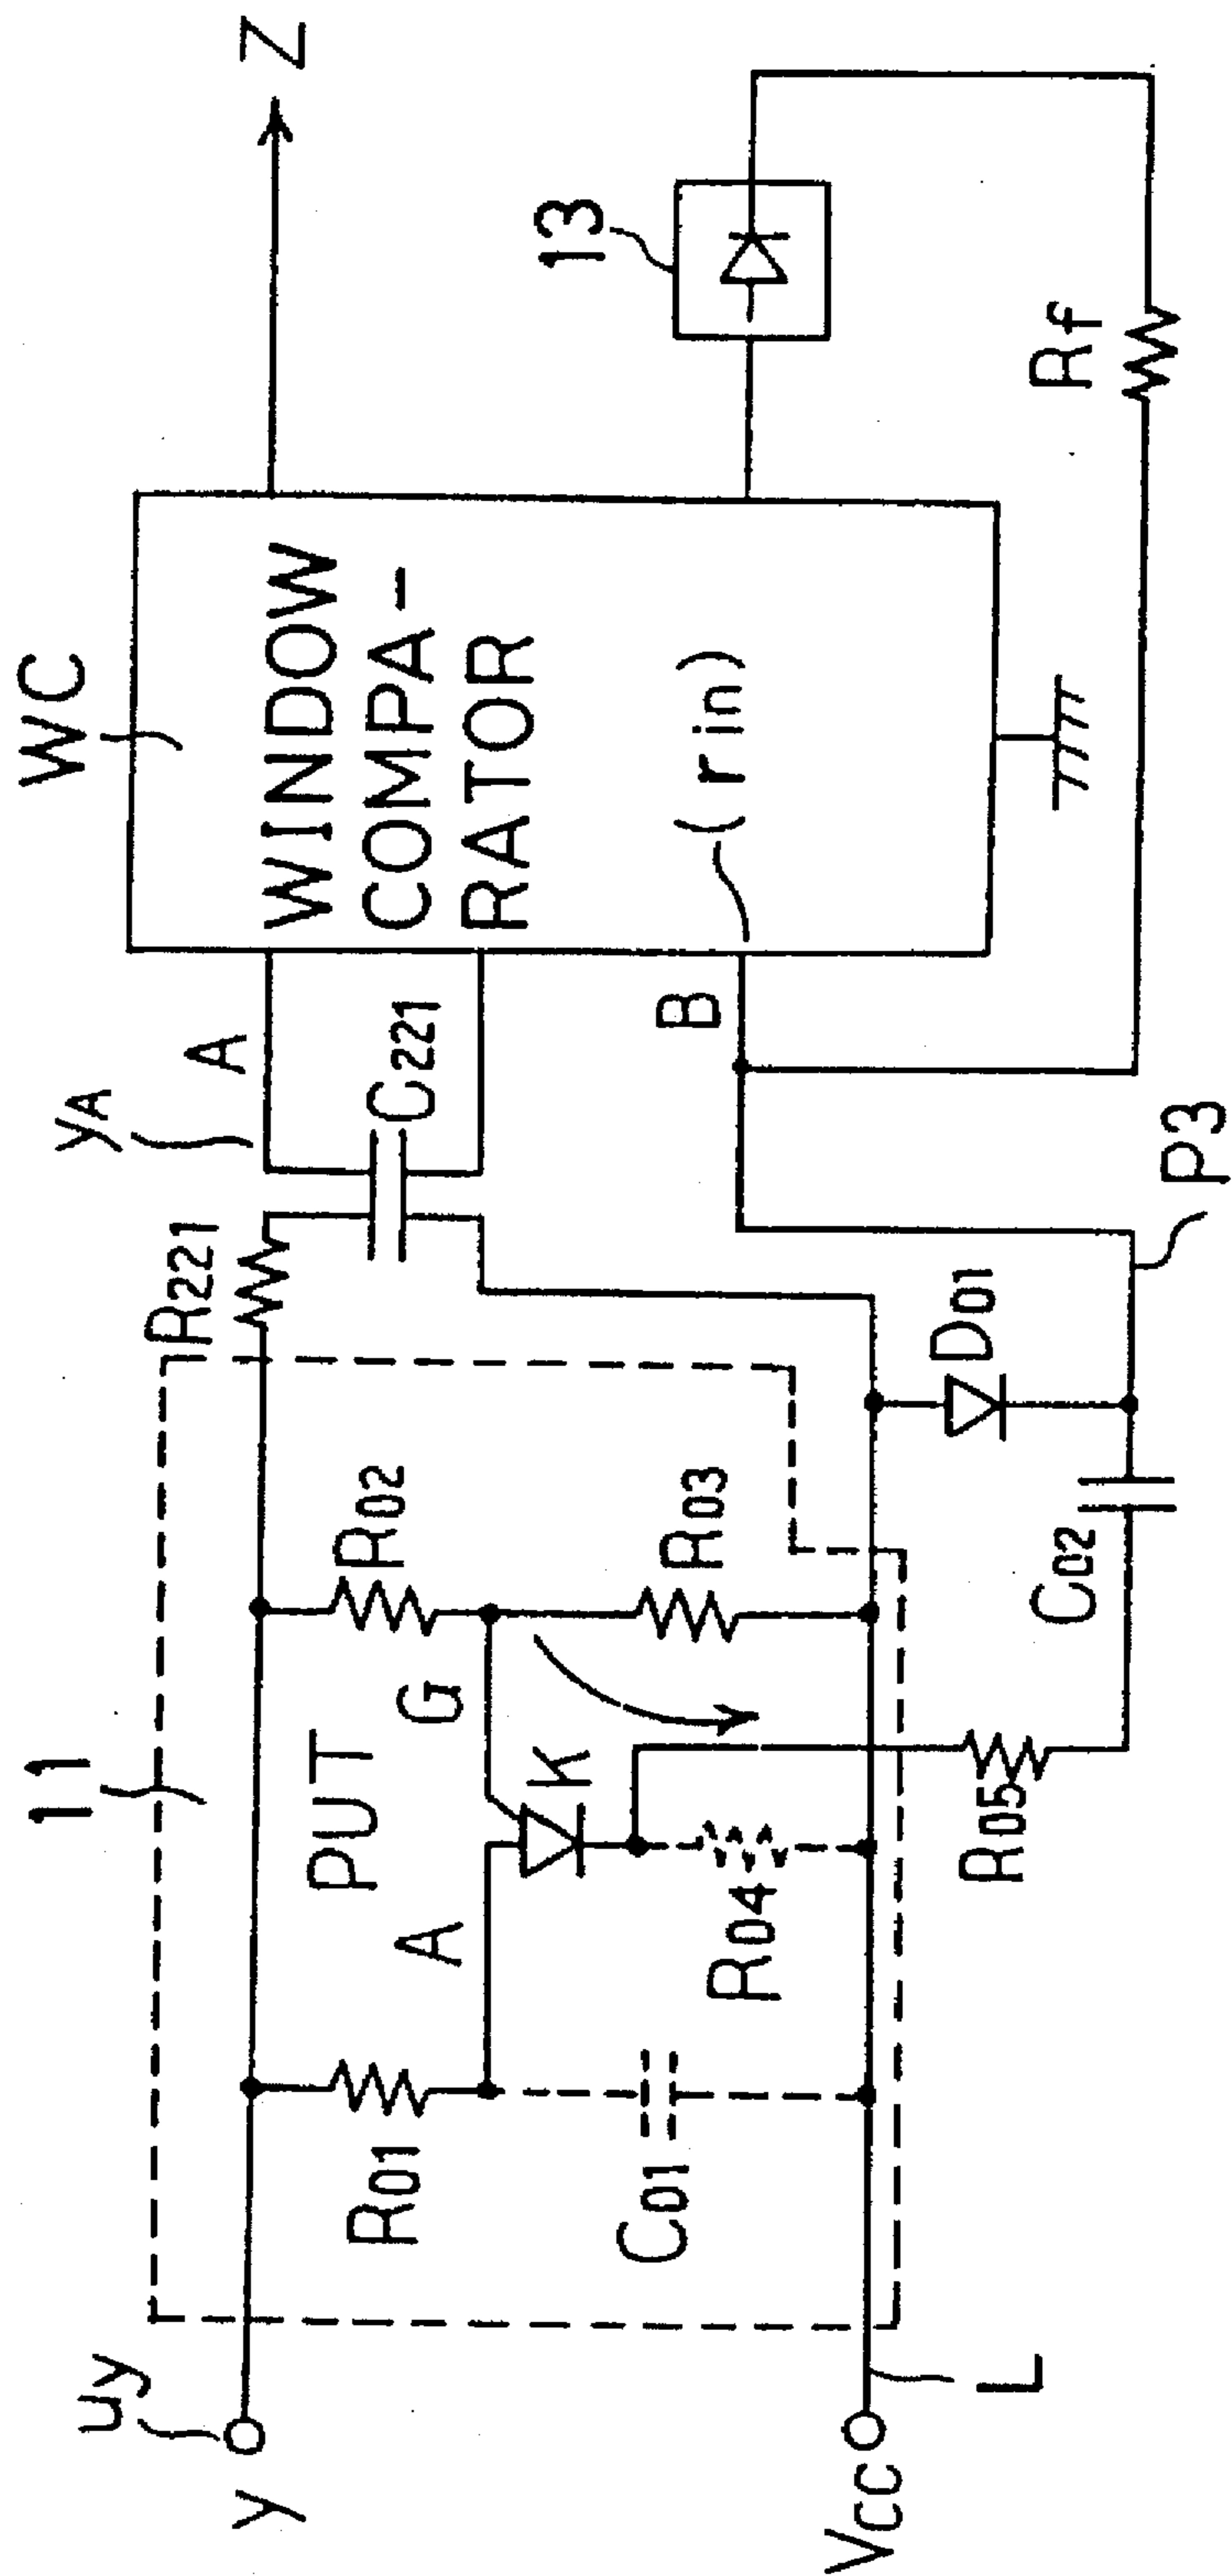 11
WC
uy
y
R221
yA
A
Z
R01
PUT
R02
G
A
K
C01
R04
R03
C221
WINDOW
COMPA-
RATOR
13
B
(rin)
VCC
L
R05
C02
D01
P3
Rf